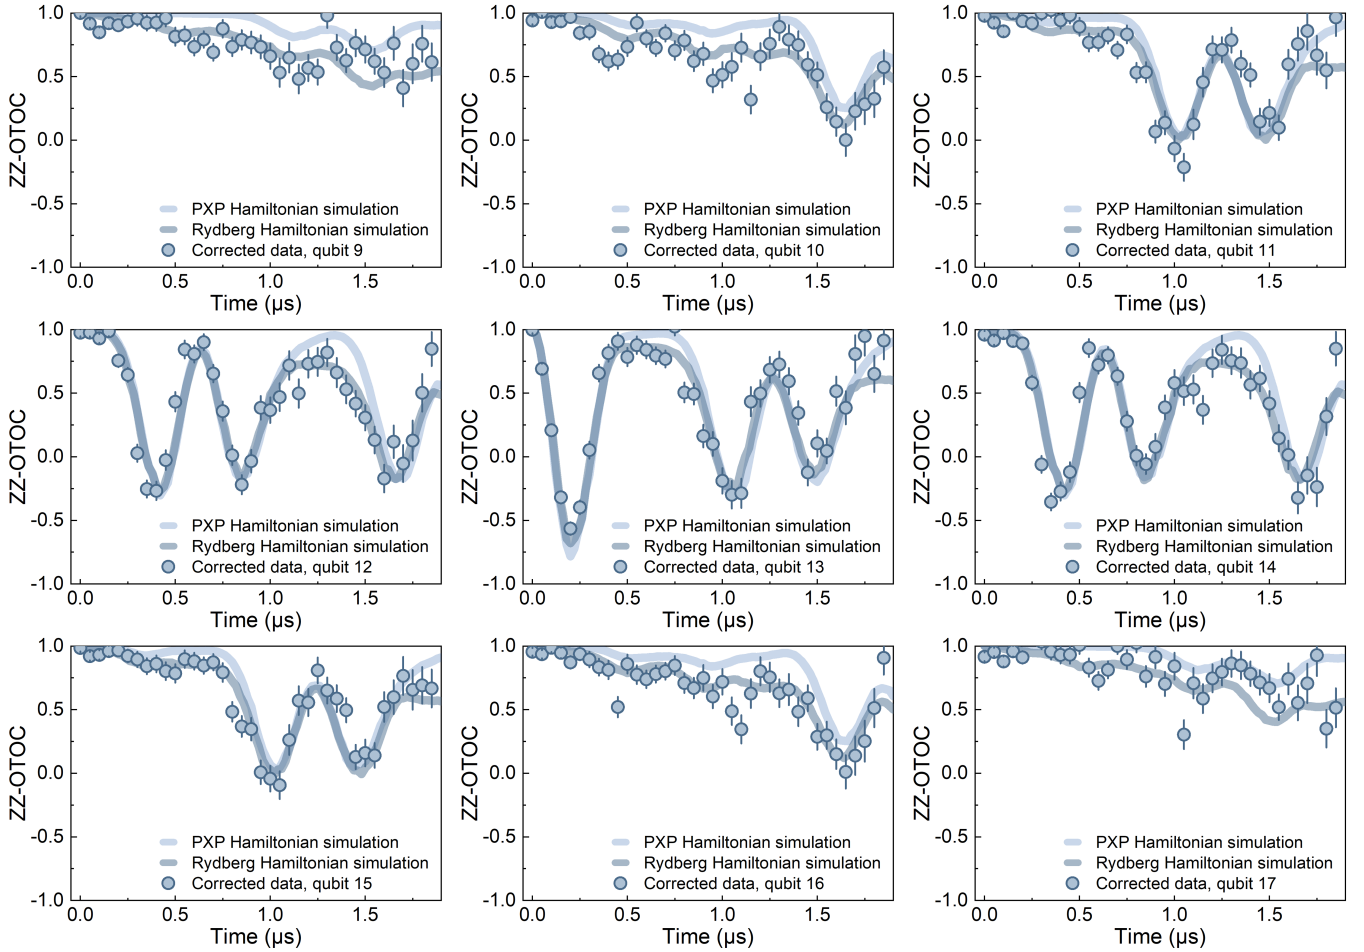 1.0
0.5
0.0
-0.5
-1.0
ZZ-OTOC
PXP Hamiltonian simulation
Rydberg Hamiltonian simulation
Corrected data, qubit 9
0.0 0.5 1.0 1.5
Time (μs)
1.0
0.5
0.0
-0.5
-1.0
ZZ-OTOC
PXP Hamiltonian simulation
Rydberg Hamiltonian simulation
Corrected data, qubit 10
0.0 0.5 1.0 1.5
Time (μs)
1.0
0.5
0.0
-0.5
-1.0
ZZ-OTOC
PXP Hamiltonian simulation
Rydberg Hamiltonian simulation
Corrected data, qubit 11
0.0 0.5 1.0 1.5
Time (μs)
1.0
0.5
0.0
-0.5
-1.0
ZZ-OTOC
PXP Hamiltonian simulation
Rydberg Hamiltonian simulation
Corrected data, qubit 12
0.0 0.5 1.0 1.5
Time (μs)
1.0
0.5
0.0
-0.5
-1.0
ZZ-OTOC
PXP Hamiltonian simulation
Rydberg Hamiltonian simulation
Corrected data, qubit 13
0.0 0.5 1.0 1.5
Time (μs)
1.0
0.5
0.0
-0.5
-1.0
ZZ-OTOC
PXP Hamiltonian simulation
Rydberg Hamiltonian simulation
Corrected data, qubit 14
0.0 0.5 1.0 1.5
Time (μs)
1.0
0.5
0.0
-0.5
-1.0
ZZ-OTOC
PXP Hamiltonian simulation
Rydberg Hamiltonian simulation
Corrected data, qubit 15
0.0 0.5 1.0 1.5
Time (μs)
1.0
0.5
0.0
-0.5
-1.0
ZZ-OTOC
PXP Hamiltonian simulation
Rydberg Hamiltonian simulation
Corrected data, qubit 16
0.0 0.5 1.0 1.5
Time (μs)
1.0
0.5
0.0
-0.5
-1.0
ZZ-OTOC
PXP Hamiltonian simulation
Rydberg Hamiltonian simulation
Corrected data, qubit 17
0.0 0.5 1.0 1.5
Time (μs)